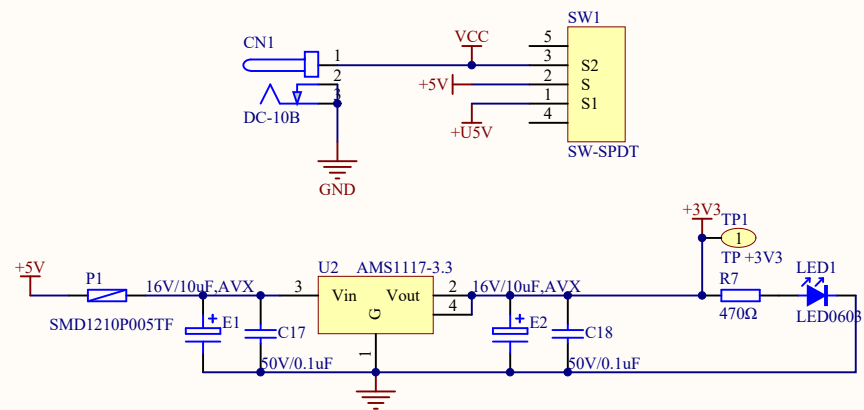 SW1
CN1
VCC
5
1
3
S2
2
+5V
2
S
3
1
S1
DC-10B
4
+U5V
SW-SPDT
GND
+3V3
TP1
1
+5V
TP +3V3
P1
U2
AMS1117-3.3
R7
LED1
16V/10uF,AVX
16V/10uF,AVX
3
Vin
Vout
2
4
G
SMD1210P005TF
+
E1
C17
+
E2
C18
470Ω
LED0603
1
50V/0.1uF
50V/0.1uF